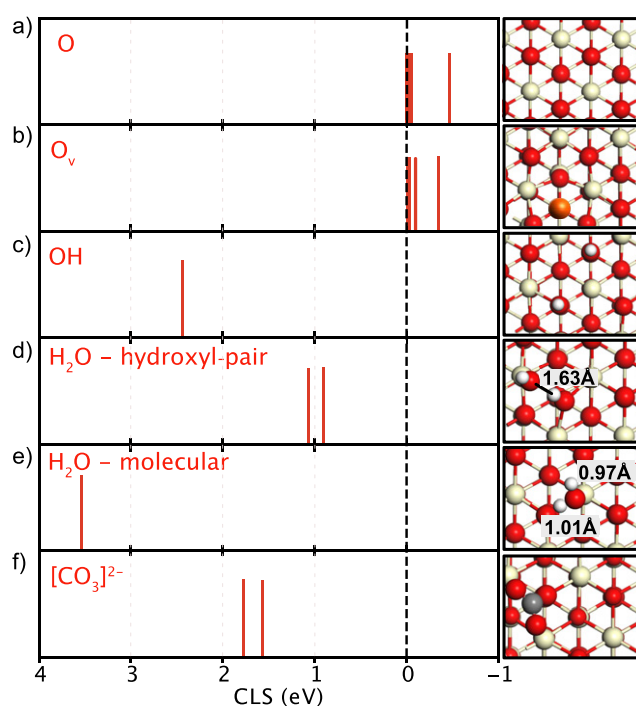 a) O
b) Oᵥ
c) OH
d) H₂O – hydroxyl-pair
1.63Å
e) H₂O – molecular
0.97Å
1.01Å
f) [CO₃]²⁻
4 3 2 1 0 -1
CLS (eV)